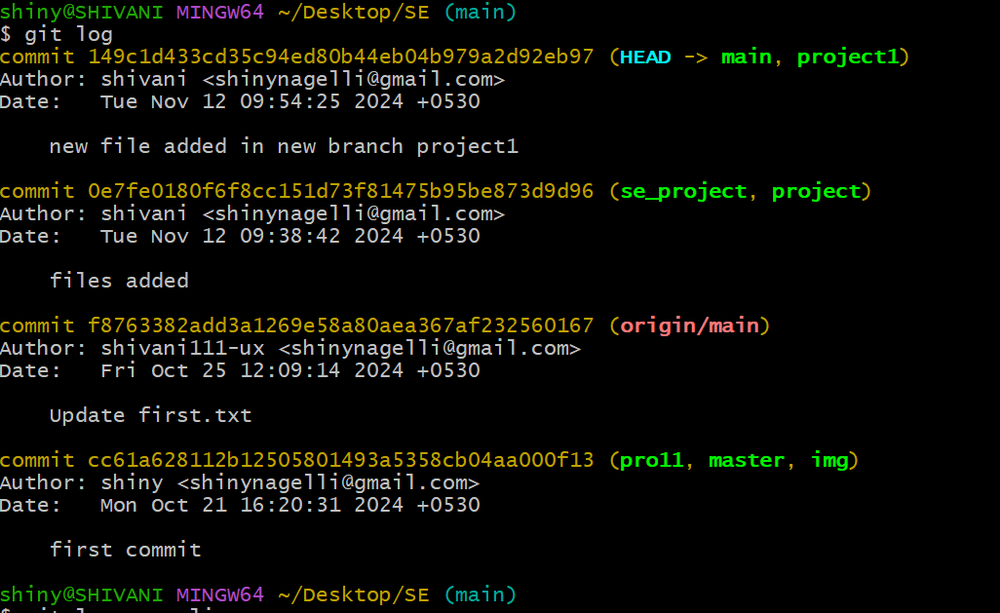 shiny@SHIVANI MINGW64 ~/Desktop/SE (main)
$ git log
commit 149c1d433cd35c94ed80b44eb04b979a2d92eb97 (HEAD -> main, project1)
Author: shivani <shinynagelli@gmail.com>
Date:   Tue Nov 12 09:54:25 2024 +0530
    new file added in new branch project1
commit 0e7fe0180f6f8cc151d73f81475b95be873d9d96 (se_project, project)
Author: shivani <shinynagelli@gmail.com>
Date:   Tue Nov 12 09:38:42 2024 +0530
    files added
commit f8763382add3a1269e58a80aea367af232560167 (origin/main)
Author: shivani111-ux <shinynagelli@gmail.com>
Date:   Fri Oct 25 12:09:14 2024 +0530
    Update first.txt
commit cc61a628112b12505801493a5358cb04aa000f13 (pro11, master, img)
Author: shiny <shinynagelli@gmail.com>
Date:   Mon Oct 21 16:20:31 2024 +0530
    first commit
shiny@SHIVANI MINGW64 ~/Desktop/SE (main)